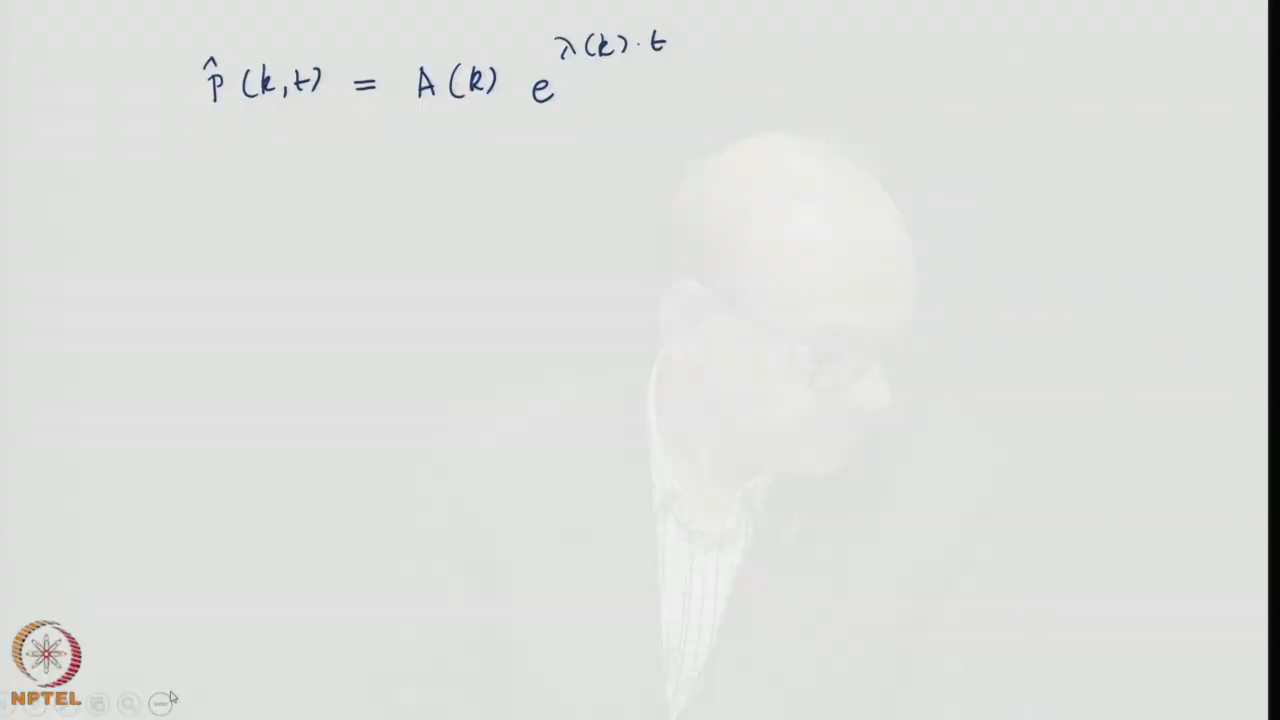 p̂ (k,t) = A(k) e^{λ(k)·t}
NPTEL